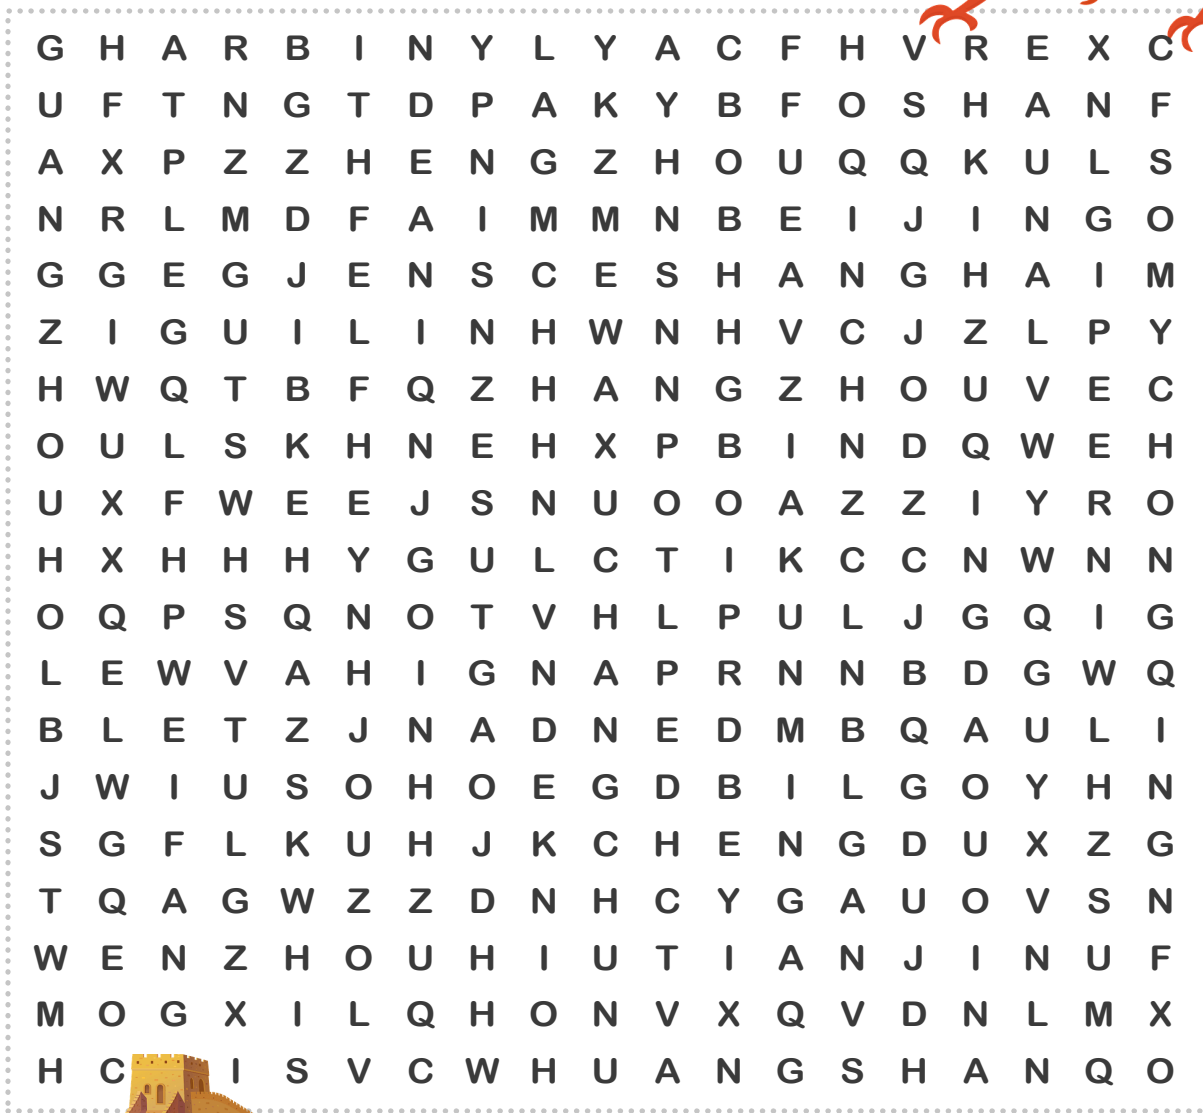 G H A R B I N Y L Y A C F H V R E X C
U F T N G T D P A K Y B F O S H A N F
A X P Z Z H E N G Z H O U Q Q K U L S
N R L M D F A I M M N B E I J I N G O
G G E G J E N S C E S H A N G H A I M
Z I G U I L I N H W N H V C J Z L P Y
H W Q T B F Q Z H A N G Z H O U V E C
O U L S K H N E H X P B I N D Q W E H
U X F W E E J S N U O O A Z Z I Y R O
H X H H H Y G U L C T I K C C N W N N
O Q P S Q N O T V H L P U L J G Q I G
L E W V A H I G N A P R N N B D G W Q
B L E T Z J N A D N E D M B Q A U L I
J W I U S O H O E G D B I L G O Y H N
S G F L K U H J K C H E N G D U X Z G
T Q A G W Z Z D N H C Y G A U O V S N
W E N Z H O U H I U T I A N J I N U F
M O G X I L Q H O N V X Q V D N L M X
H C I S V C W H U A N G S H A N Q O